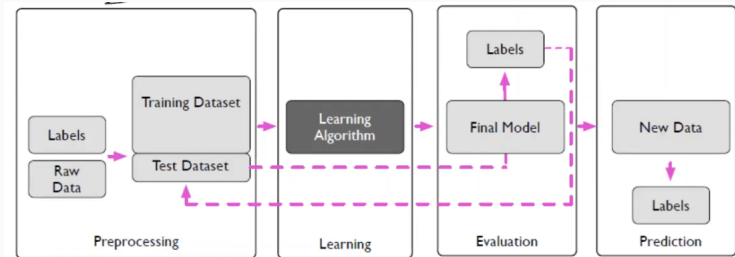 Labels
Raw
Data
Training Dataset
Test Dataset
Preprocessing
Learning
Algorithm
Learning
Labels
Final Model
Evaluation
New Data
Labels
Prediction